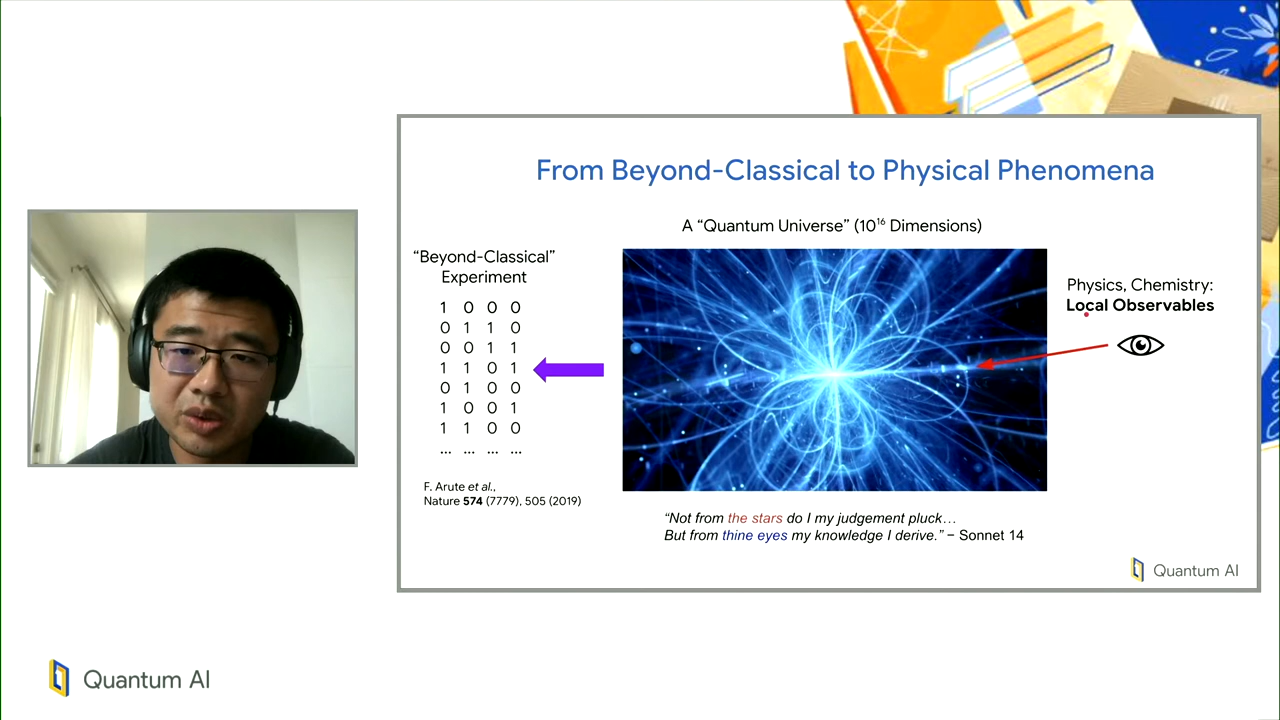 From Beyond-Classical to Physical Phenomena
A “Quantum Universe” (10¹⁶ Dimensions)
“Beyond-Classical”
Experiment
1 0 0 0
0 1 1 0
0 0 1 1
1 1 0 1
0 1 0 0
1 0 0 1
1 1 0 0
... ... ... ...
F. Arute et al.,
Nature 574 (7779), 505 (2019)
Physics, Chemistry:
Local Observables
“Not from the stars do I my judgement pluck…
But from thine eyes my knowledge I derive.” – Sonnet 14
Quantum AI
Quantum AI